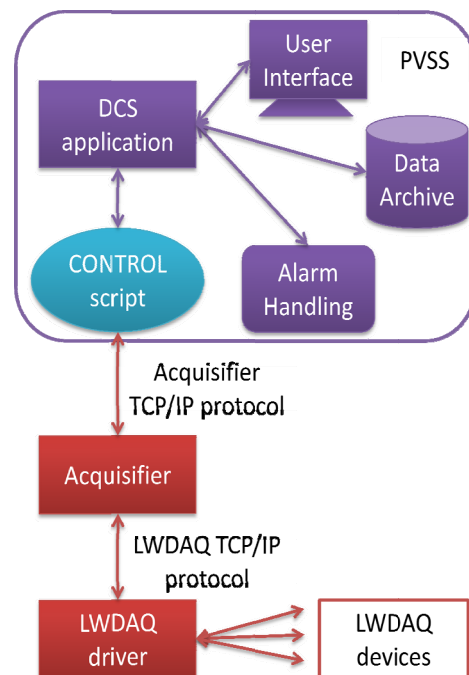 User
Interface
PVSS
DCS
application
Data
Archive
CONTROL
script
Alarm
Handling
Acquisifier
TCP/IP protocol
Acquisifier
LWDAQ TCP/IP
protocol
LWDAQ
driver
LWDAQ
devices